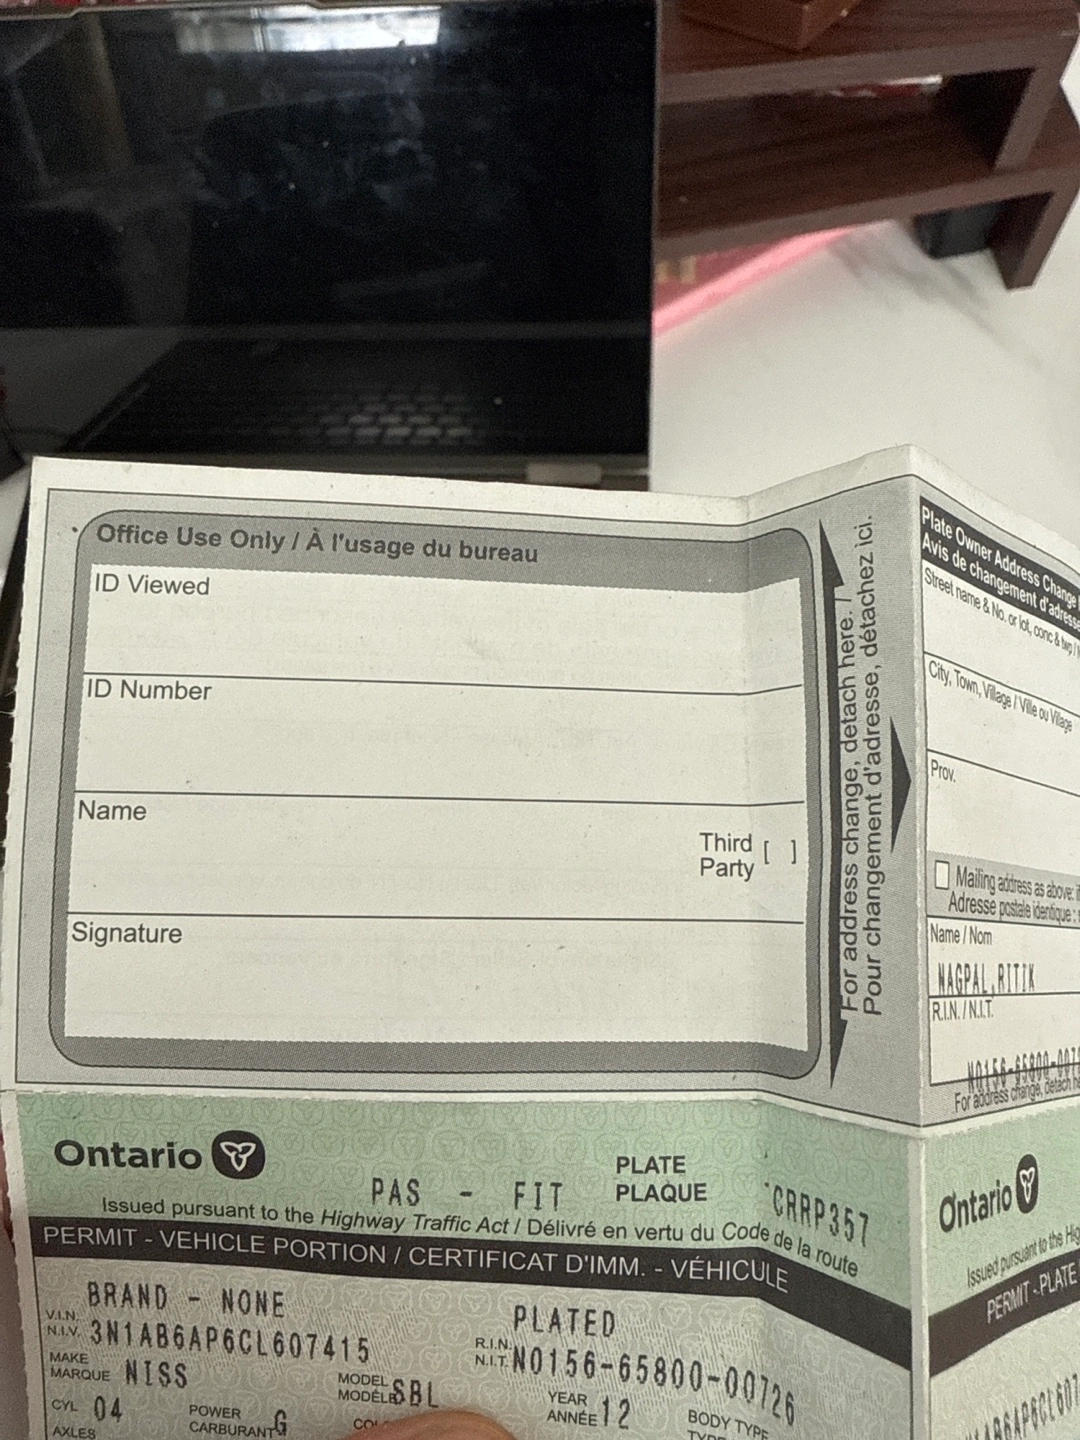 Office Use Only / À l'usage du bureau
ID Viewed
ID Number
Name
Third
Party [ ]
Signature
For address change, detach here. /
Pour changement d'adresse, détachez ici.
Plate Owner Address Change
Avis de changement d'adresse
Street name & No. or lot, conc & twp /
City, Town, Village / Ville ou Village
Prov.
Mailing address as above:
Adresse postale identique :
Name / Nom
NAGPAL,RITIK
R.I.N. / N.I.T.
N0156-65800-007
For address change, detach
Ontario
PAS - FIT
PLATE
PLAQUE
CRRP357
Issued pursuant to the Highway Traffic Act / Délivré en vertu du Code de la route
PERMIT - VEHICLE PORTION / CERTIFICAT D'IMM. - VÉHICULE
BRAND - NONE
PLATED
V.I.N.
N.I.V. 3N1AB6AP6CL607415
R.I.N.
N.I.T. N0156-65800-00726
MAKE
MARQUE NISS
MODEL
MODÈLE SBL
YEAR
ANNÉE 12
CYL 04
POWER
CARBURANT G
BODY TYPE
AXLES
Ontario
Issued pursuant to the
PERMIT - PLATE